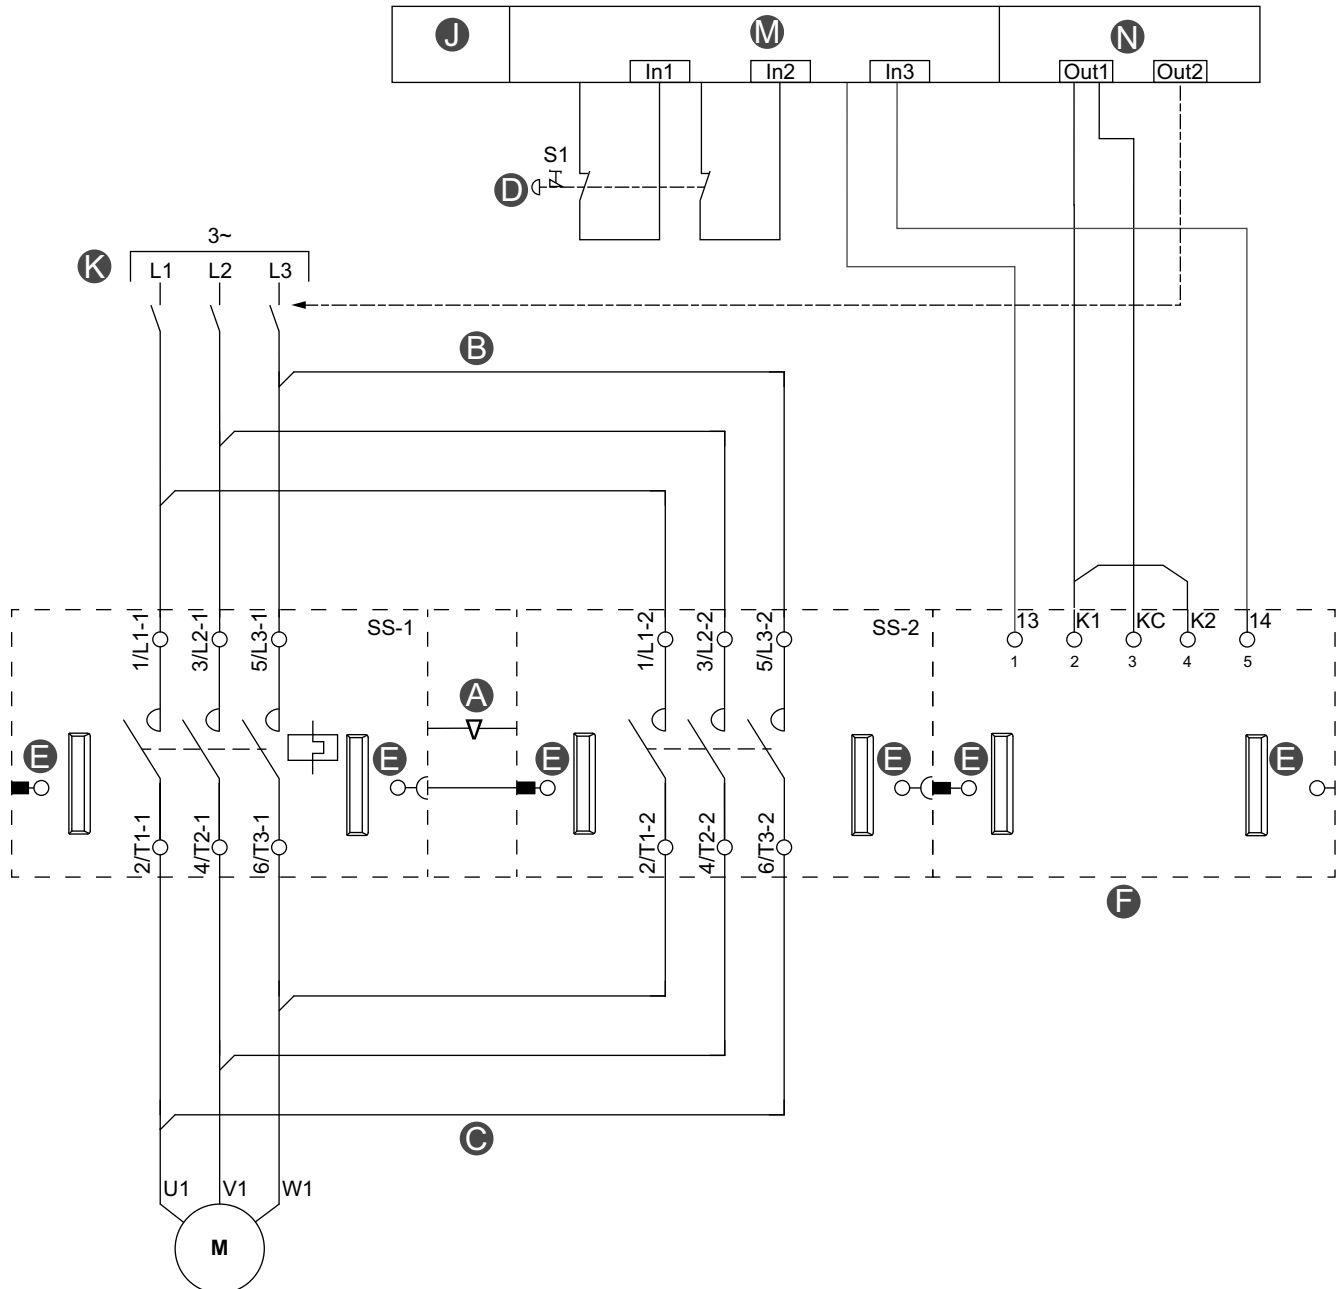 J M N
In1 In2 In3 Out1 Out2
S1
D
3~
K
L1 L2 L3
B
1/L1-1 3/L2-1 5/L3-1 SS-1 1/L1-2 3/L2-2 5/L3-2 SS-2 13 K1 KC K2 14
1 2 3 4 5
A
E E E E E E
2/T1-1 4/T2-1 6/T3-1 2/T1-2 4/T2-2 6/T3-2
F
C
U1 V1 W1
M